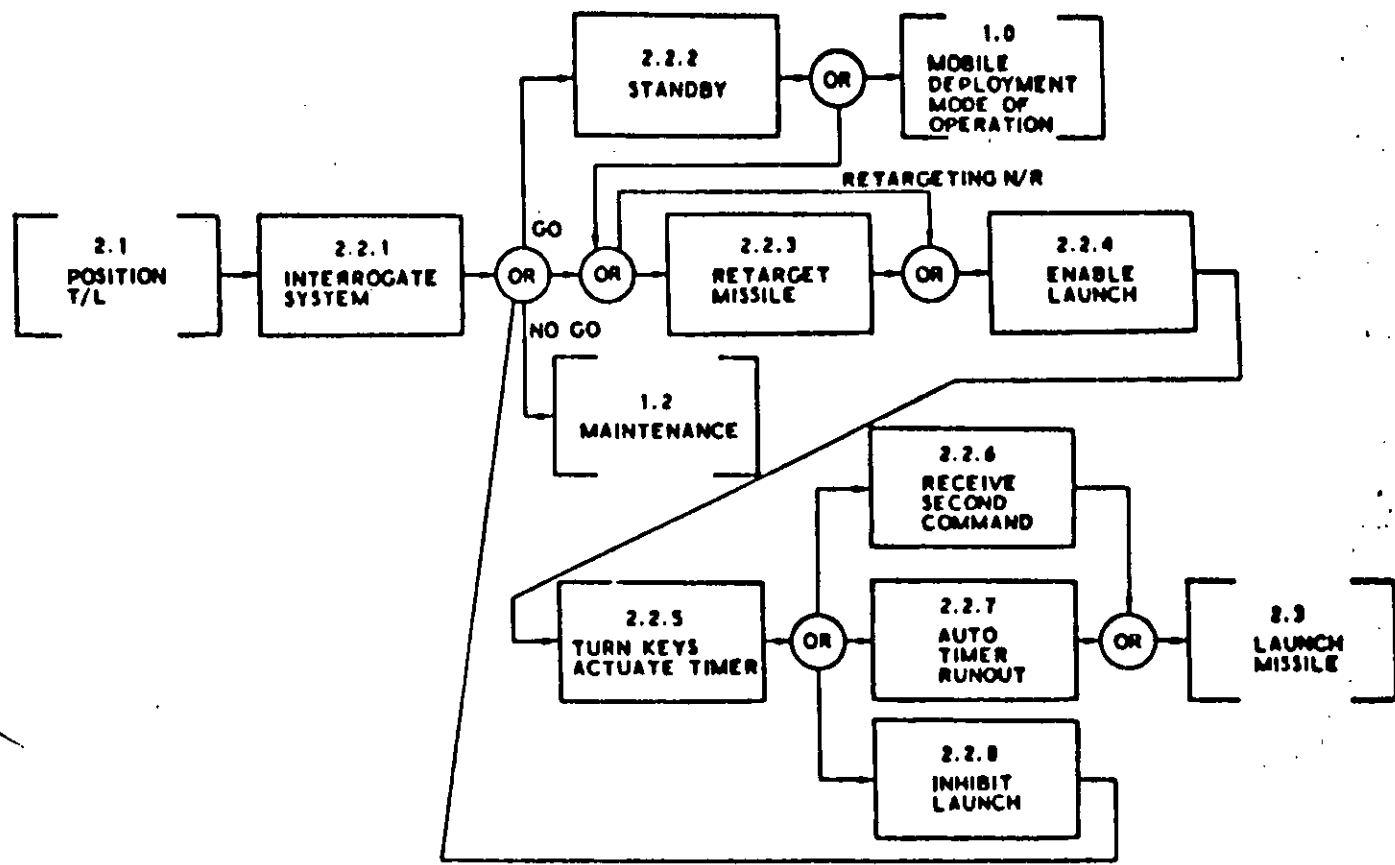 2.2.2
STANDBY
OR
1.0
MOBILE
DEPLOYMENT
MODE OF
OPERATION
RETARGETING N/R
2.1
POSITION
T/L
2.2.1
INTERROGATE
SYSTEM
GO
OR
OR
2.2.3
RETARGET
MISSILE
OR
2.2.4
ENABLE
LAUNCH
NO GO
1.2
MAINTENANCE
2.2.6
RECEIVE
SECOND
COMMAND
2.2.5
TURN KEYS
ACTUATE TIMER
OR
2.2.7
AUTO
TIMER
RUNOUT
OR
2.3
LAUNCH
MISSILE
2.2.8
INHIBIT
LAUNCH